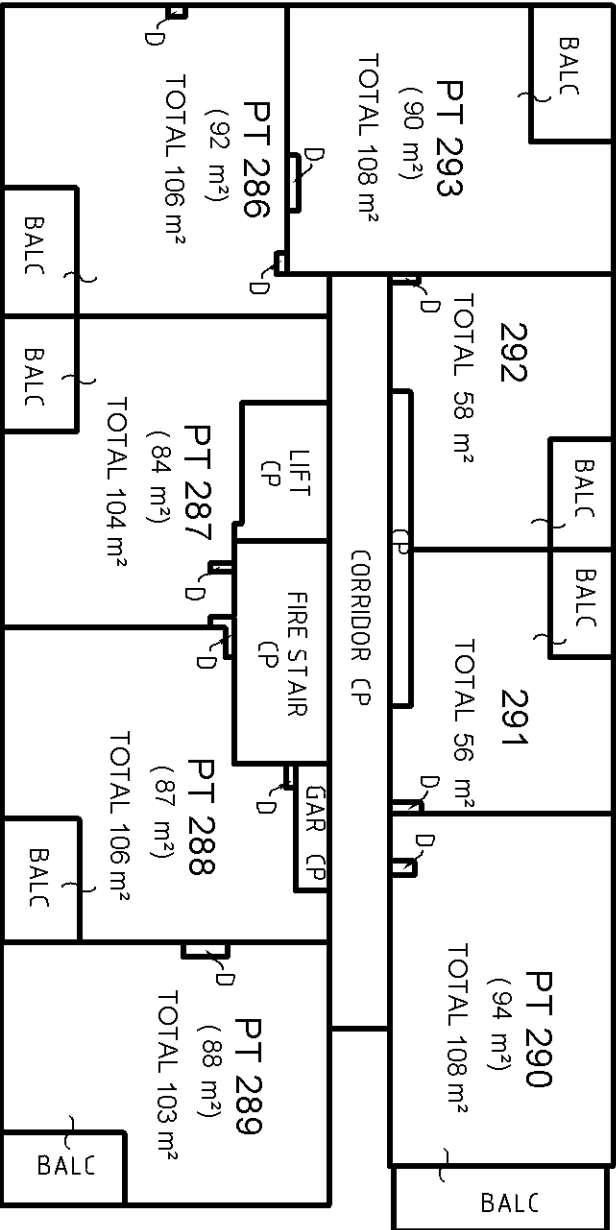 BALC
PT 293
(90 m²)
TOTAL 108 m²
D
D
PT 286
(92 m²)
TOTAL 106 m²
D
D
BALC
292
TOTAL 58 m²
BALC
BALC
291
TOTAL 56 m²
D
CP
CORRIDOR CP
BALC
PT 287
(84 m²)
TOTAL 104 m²
LIFT
CP
D
FIRE STAIR
CP
D
GAR CP
D
PT 288
(87 m²)
TOTAL 106 m²
BALC
D
PT 290
(94 m²)
TOTAL 108 m²
BALC
D
PT 289
(88 m²)
TOTAL 103 m²
BALC